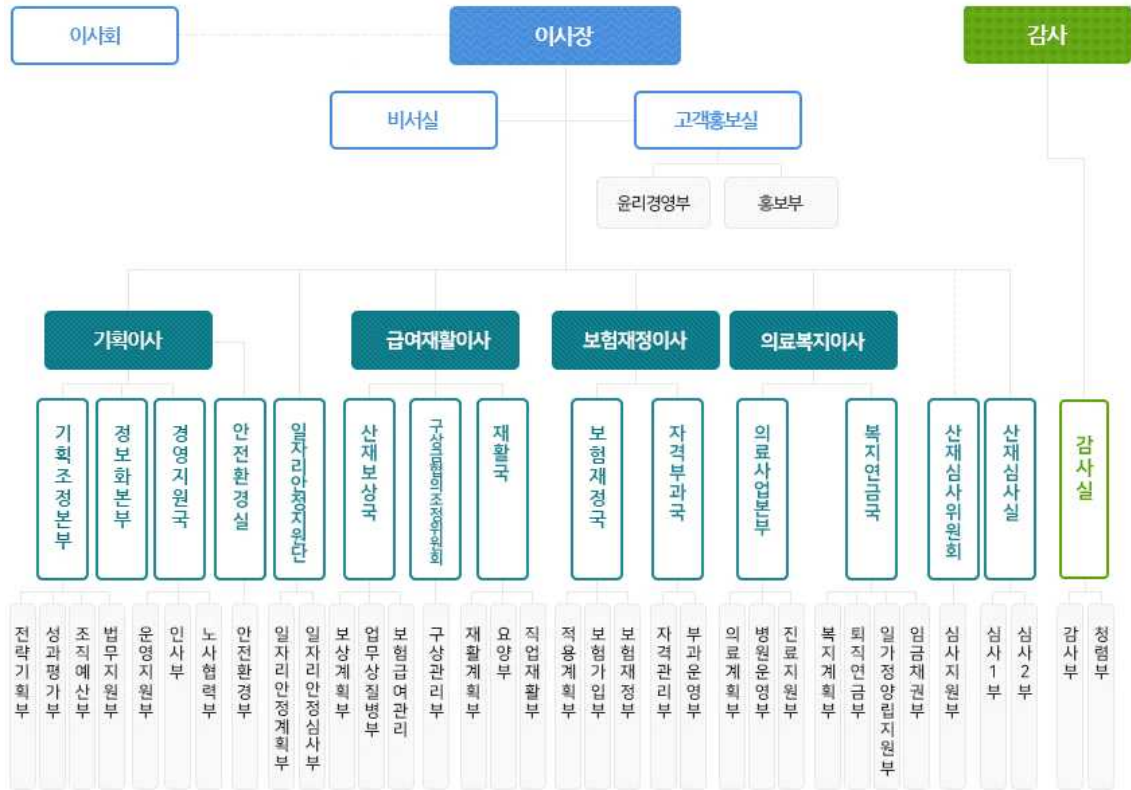 이사회
이사장
감사
비서실
고객홍보실
윤리경영부
홍보부
기획이사
급여재활이사
보험재정이사
의료복지이사
기획조정본부
정보화본부
경영지원국
안전환경실
일자리안정지원단
산재보상국
구상금협의조정위원회
재활국
보험재정국
자격부과국
의료사업본부
복지연금국
산재심사위원회
산재심사실
감사실
전략기획부
성과평가부
조직예산부
법무지원부
운영지원부
인사부
노사협력부
안전환경부
일자리안정계획부
일자리안정심사부
보상계획부
업무상질병부
보험급여관리
구상관리부
재활계획부
요양부
직업재활부
적용계획부
보험가입부
보험재정부
자격관리부
부과운영부
의료계획부
병원운영부
진료지원부
복지계획부
퇴직연금부
일가정양립지원부
임금채권부
심사지원부
심사1부
심사2부
감사부
청렴부